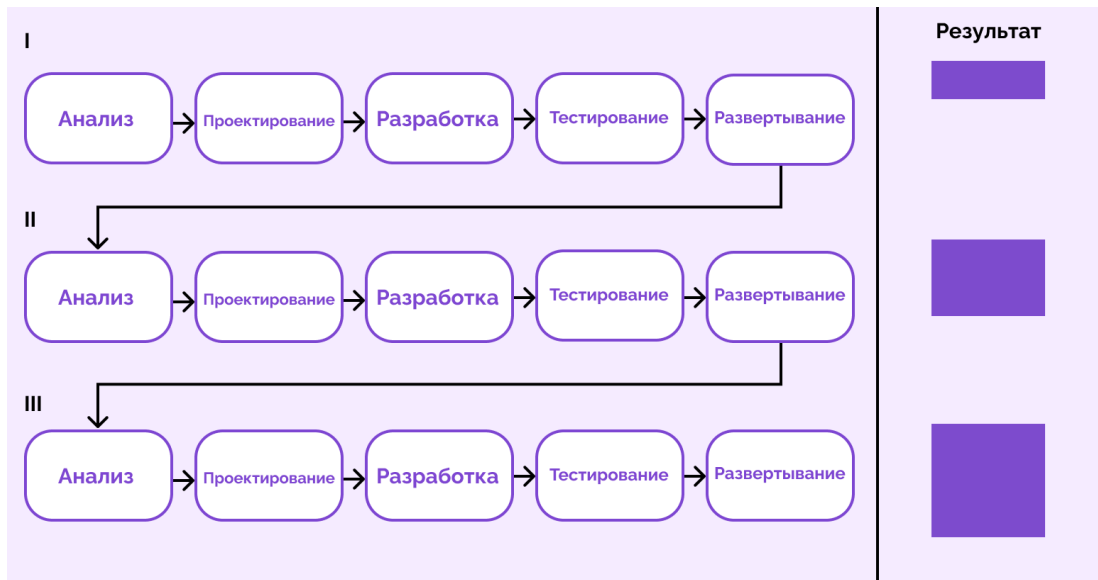 I
Результат
Анализ
Проектирование
Разработка
Тестирование
Развертывание
II
Анализ
Проектирование
Разработка
Тестирование
Развертывание
III
Анализ
Проектирование
Разработка
Тестирование
Развертывание